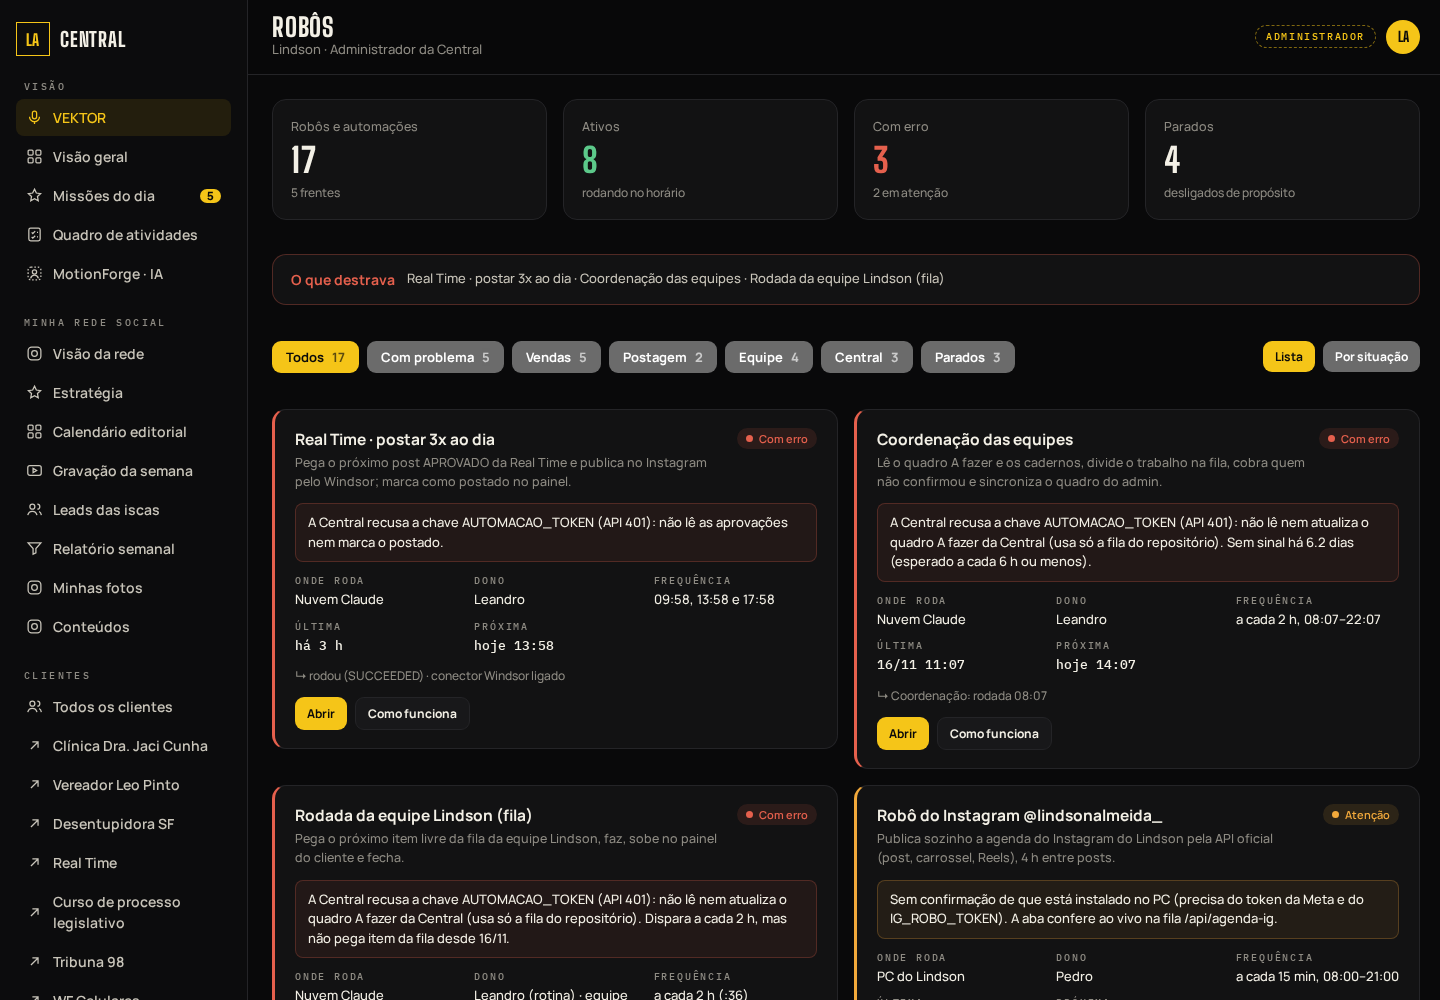 LA CENTRAL
VISÃO
VEKTOR
Visão geral
Missões do dia 5
Quadro de atividades
MotionForge · IA
MINHA REDE SOCIAL
Visão da rede
Estratégia
Calendário editorial
Gravação da semana
Leads das iscas
Relatório semanal
Minhas fotos
Conteúdos
CLIENTES
Todos os clientes
Clínica Dra. Jaci Cunha
Vereador Leo Pinto
Desentupidora SF
Real Time
Curso de processo
legislativo
Tribuna 98
WF Celulares
ROBÔS
Lindson · Administrador da Central
ADMINISTRADOR LA
Robôs e automações
17
5 frentes
Ativos
8
rodando no horário
Com erro
3
2 em atenção
Parados
4
desligados de propósito
O que destrava Real Time · postar 3x ao dia · Coordenação das equipes · Rodada da equipe Lindson (fila)
Todos 17 Com problema 5 Vendas 5 Postagem 2 Equipe 4 Central 3 Parados 3 Lista Por situação
Real Time · postar 3x ao dia Com erro
Pega o próximo post APROVADO da Real Time e publica no Instagram
pelo Windsor; marca como postado no painel.
A Central recusa a chave AUTOMACAO_TOKEN (API 401): não lê as aprovações
nem marca o postado.
ONDE RODA DONO FREQUÊNCIA
Nuvem Claude Leandro 09:58, 13:58 e 17:58
ÚLTIMA PRÓXIMA
há 3 h hoje 13:58
↳ rodou (SUCCEEDED) · conector Windsor ligado
Abrir Como funciona
Coordenação das equipes Com erro
Lê o quadro A fazer e os cadernos, divide o trabalho na fila, cobra quem
não confirmou e sincroniza o quadro do admin.
A Central recusa a chave AUTOMACAO_TOKEN (API 401): não lê nem atualiza o
quadro A fazer da Central (usa só a fila do repositório). Sem sinal há 6.2 dias
(esperado a cada 6 h ou menos).
ONDE RODA DONO FREQUÊNCIA
Nuvem Claude Leandro a cada 2 h, 08:07–22:07
ÚLTIMA PRÓXIMA
16/11 11:07 hoje 14:07
↳ Coordenação: rodada 08:07
Abrir Como funciona
Rodada da equipe Lindson (fila) Com erro
Pega o próximo item livre da fila da equipe Lindson, faz, sobe no painel
do cliente e fecha.
A Central recusa a chave AUTOMACAO_TOKEN (API 401): não lê nem atualiza o
quadro A fazer da Central (usa só a fila do repositório). Dispara a cada 2 h, mas
não pega item da fila desde 16/11.
ONDE RODA DONO FREQUÊNCIA
Nuvem Claude Leandro (rotina) · equipe a cada 2 h (:36)
Robô do Instagram @lindsonalmeida_ Atenção
Publica sozinho a agenda do Instagram do Lindson pela API oficial
(post, carrossel, Reels), 4 h entre posts.
Sem confirmação de que está instalado no PC (precisa do token da Meta e do
IG_ROBO_TOKEN). A aba confere ao vivo na fila /api/agenda-ig.
ONDE RODA DONO FREQUÊNCIA
PC do Lindson Pedro a cada 15 min, 08:00–21:00